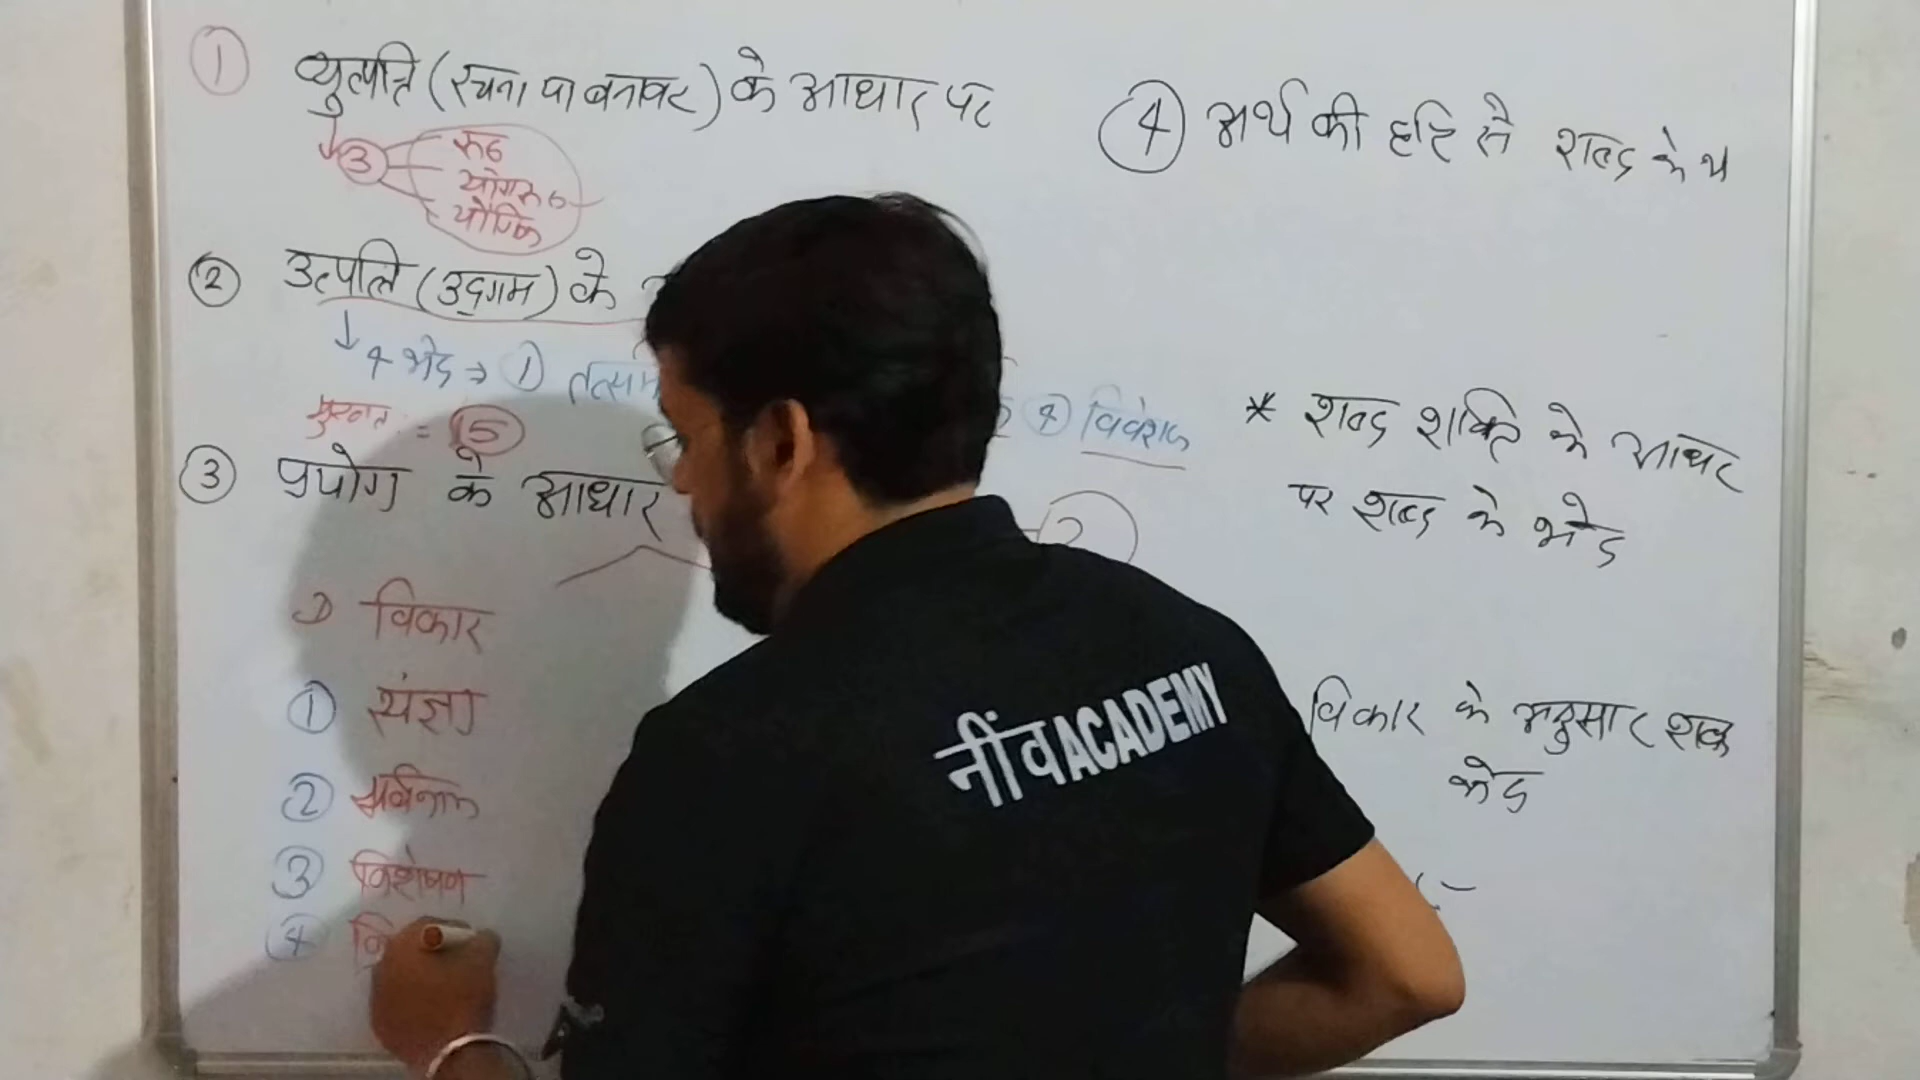 ① व्युत्पत्ति (रचना या बनावट) के आधार पर
③ रूढ
योगरूढ
यौगिक
② उत्पत्ति (उद्गम) के
4 भेद ⇒ ① तत्सम
④ विदेशज
= ⑤
③ प्रयोग के आधार
विकार
① संज्ञा
② सर्वनाम
③ विशेषण
④
④ अर्थ की दृष्टि से शब्द के भ
* शब्द शक्ति के आधार
पर शब्द के भेद
विकार के अनुसार शब्द
भेद
नींव ACADEMY